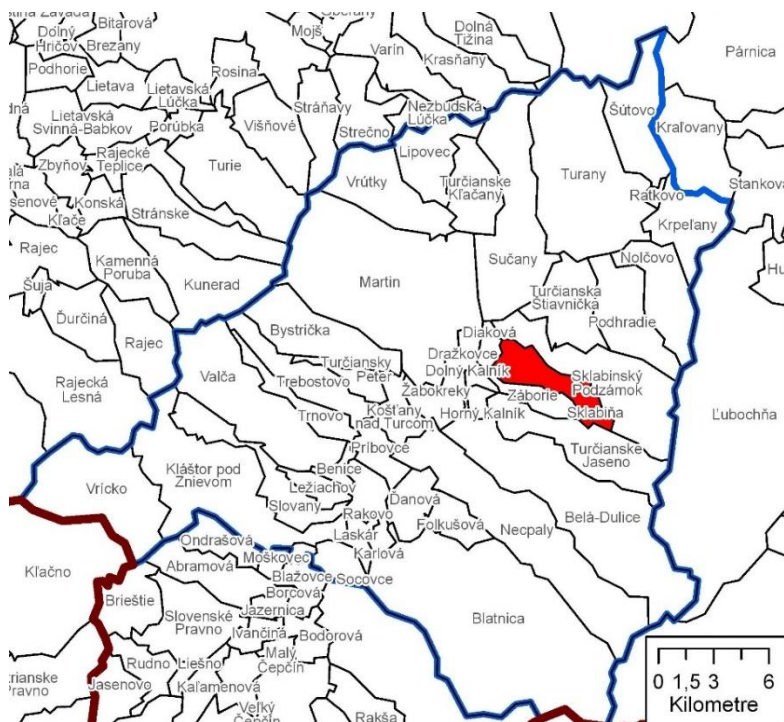 Bitarová
Dolný
Hričov
Brezany
Podhorie
Lietava
Lietavská
Lúčka
Lietavská
Svinná-Babkov
Porúbka
Rosina
Višňové
Mojš
Stráňavy
Strečno
Varín
Krasňany
Dolná
Tižina
Nezbudská
Lúčka
Lipovec
Vrútky
Turčianske
Kľačany
Turany
Šútovo
Kraľovany
Párnica
Ratkovo
Krpeľany
Stankov
Zbyňov
Rajecké
Teplice
Turie
Konská
Kľače
Stránske
Rajec
Kamenná
Poruba
Kunerad
Šuja
Ďurčiná
Rajec
Rajecká
Lesná
Martin
Sučany
Nolčovo
Turčianska
Štiavnička
Podhradie
Bystrička
Diaková
Dražkovce
Dolný Kalník
Sklabinský
Podzámok
Turčiansky
Peter
Valča
Trebostovo
Žabokreky
Záborie
Sklabiňa
Ľubochňa
Trnovo
Košťany
nad Turcom
Horný Kalník
Príbovce
Turčianske
Jaseno
Kláštor pod
Znievom
Benice
Ležiachov
Slovany
Vrícko
Rakovo
Ďanová
Folkušová
Necpaly
Belá-Dulice
Laskár
Karlová
Ondrašová
Abramová
Moškovec
Blažovce
Socovce
Kľačno
Brieštie
Borcová
Jazernica
Slovenské
Pravno
Ivančiná
Bodorová
Blatnica
Malý
Čepčín
Rudno
Liešno
Jasenovo
Kaľamenová
Veľký
Čepčín
Rakša
Pravno
0 1,5 3 6
Kilometre